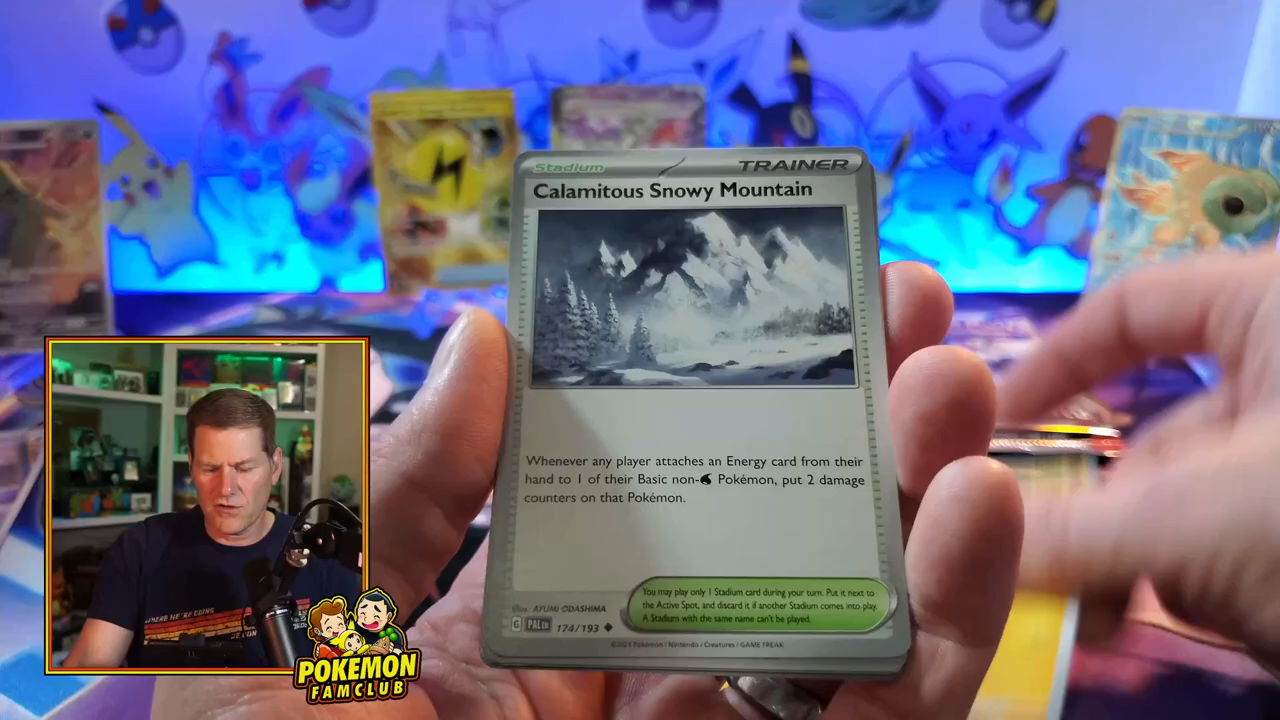 Stadium
TRAINER
Calamitous Snowy Mountain
Whenever any player attaches an Energy card from their
hand to 1 of their Basic non- Pokémon, put 2 damage
counters on that Pokémon.
You may play only 1 Stadium card during your turn. Put it next to
the Active Spot, and discard it if another Stadium comes into play.
A Stadium with the same name can't be played.
Illus. AYUMI ODASHIMA
G PAL EN 174/193
©2023 Pokémon / Nintendo / Creatures / GAME FREAK
WHERE WE'RE GOING
POKEMON
FAMCLUB